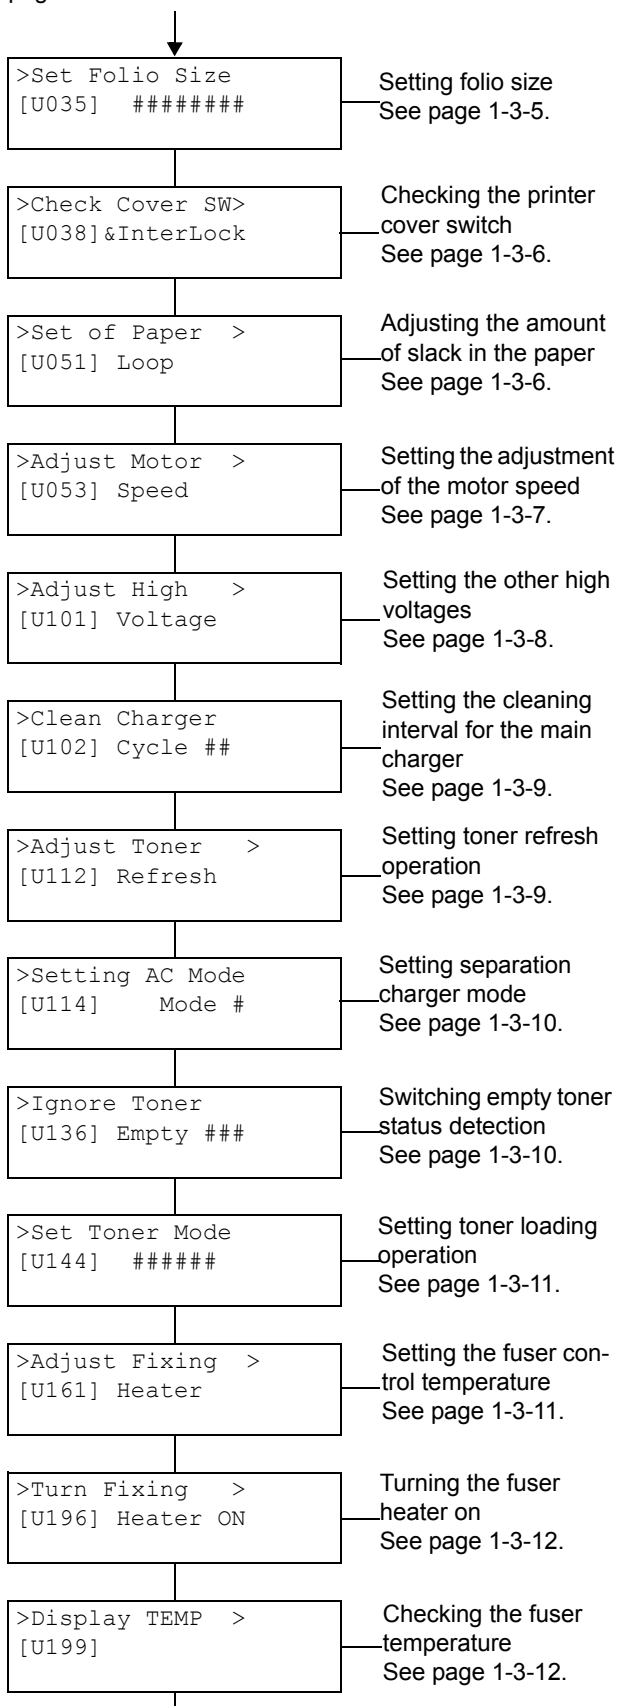 >Set Folio Size
[U035]  ########
Setting folio size
See page 1-3-5.
>Check Cover SW>
[U038]&InterLock
Checking the printer
cover switch
See page 1-3-6.
>Set of Paper  >
[U051] Loop
Adjusting the amount
of slack in the paper
See page 1-3-6.
>Adjust Motor  >
[U053] Speed
Setting the adjustment
of the motor speed
See page 1-3-7.
>Adjust High   >
[U101] Voltage
Setting the other high
voltages
See page 1-3-8.
>Clean Charger
[U102] Cycle ##
Setting the cleaning
interval for the main
charger
See page 1-3-9.
>Adjust Toner   >
[U112] Refresh
Setting toner refresh
operation
See page 1-3-9.
>Setting AC Mode
[U114]    Mode #
Setting separation
charger mode
See page 1-3-10.
>Ignore Toner
[U136] Empty ###
Switching empty toner
status detection
See page 1-3-10.
>Set Toner Mode
[U144]  ######
Setting toner loading
operation
See page 1-3-11.
>Adjust Fixing  >
[U161] Heater
Setting the fuser con-
trol temperature
See page 1-3-11.
>Turn Fixing   >
[U196] Heater ON
Turning the fuser
heater on
See page 1-3-12.
>Display TEMP  >
[U199]
Checking the fuser
temperature
See page 1-3-12.